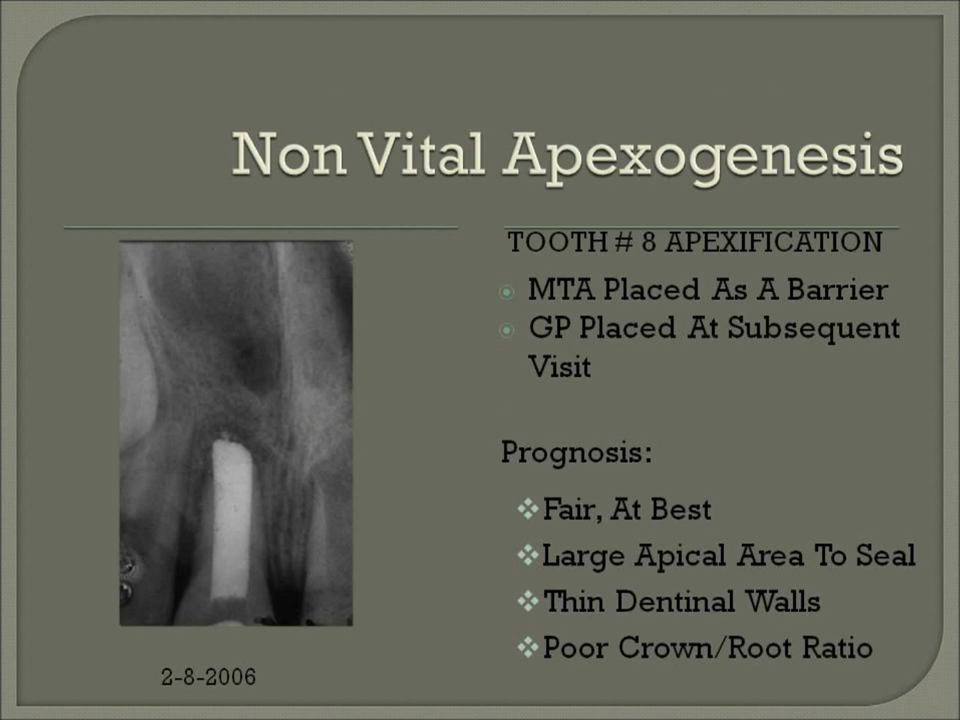 Non Vital Apexogenesis
TOOTH # 8 APEXIFICATION
MTA Placed As A Barrier
GP Placed At Subsequent
Visit
Prognosis:
Fair, At Best
Large Apical Area To Seal
Thin Dentinal Walls
Poor Crown/Root Ratio
2-8-2006